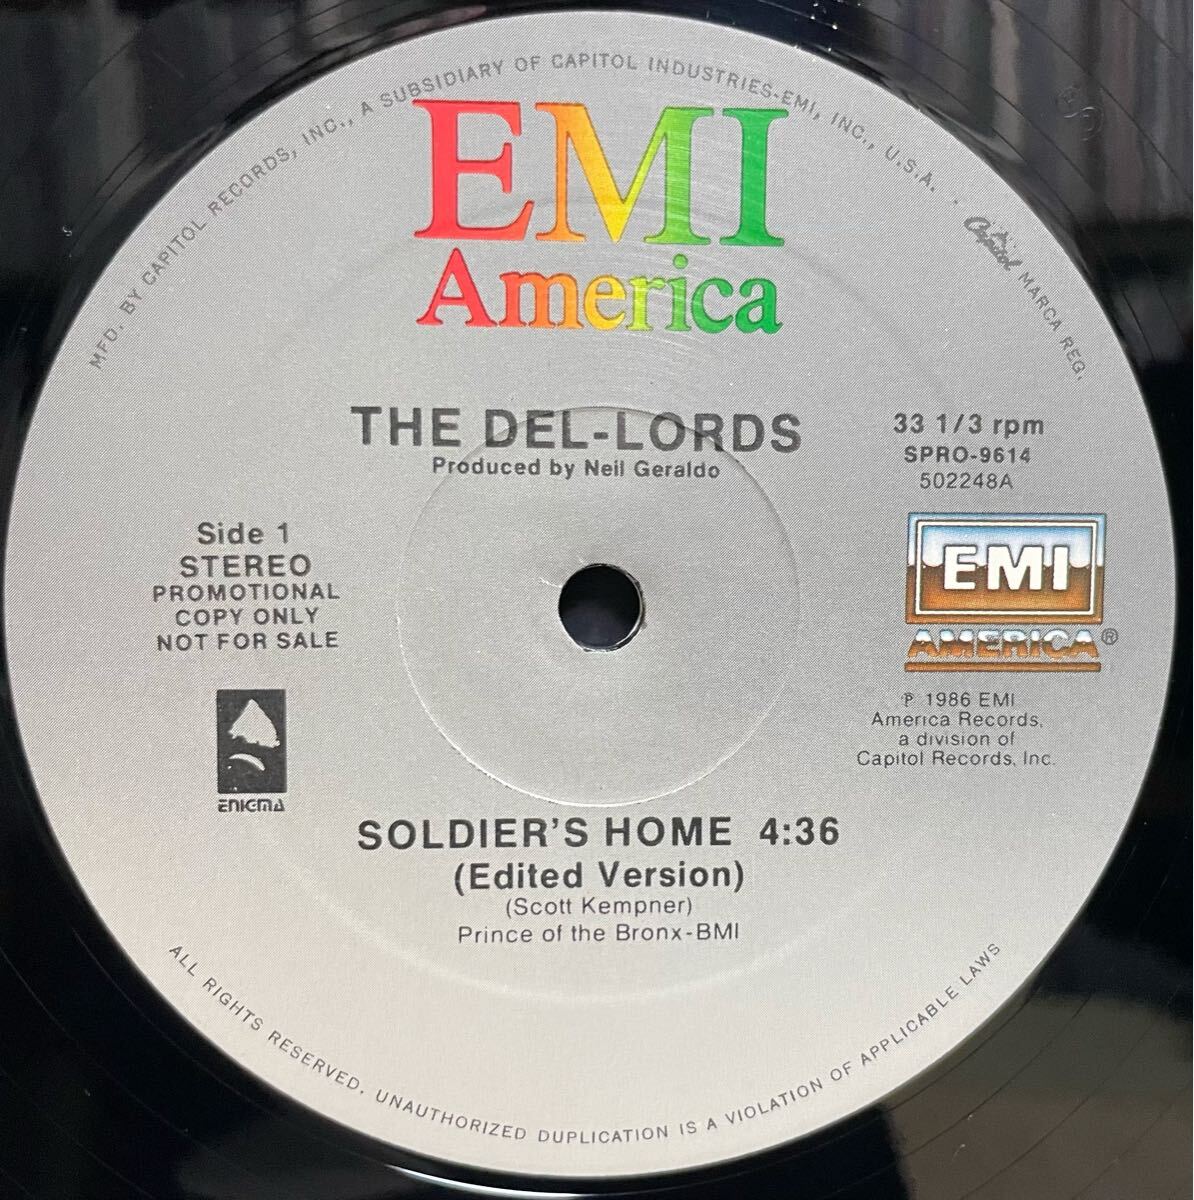 MFD. BY CAPITOL RECORDS, INC., A SUBSIDIARY OF CAPITOL INDUSTRIES-EMI, INC., U.S.A. · Capitol MARCA REG.
EMI
America
THE DEL-LORDS
Produced by Neil Geraldo
33 1/3 rpm
SPRO-9614
502248A
Side 1
STEREO
PROMOTIONAL
COPY ONLY
NOT FOR SALE
EMI
AMERICA®
ENIGMA
℗ 1986 EMI
America Records,
a division of
Capitol Records, Inc.
SOLDIER'S HOME 4:36
(Edited Version)
(Scott Kempner)
Prince of the Bronx-BMI
ALL RIGHTS RESERVED. UNAUTHORIZED DUPLICATION IS A VIOLATION OF APPLICABLE LAWS